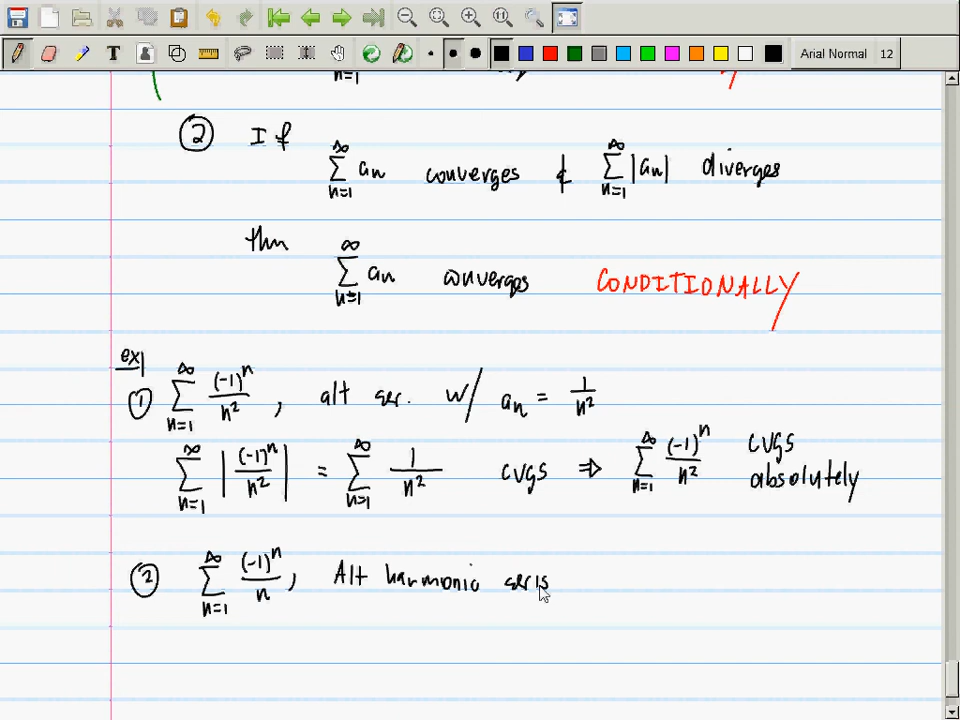 T
Arial Normal 12
n=1
② If
∞ ∑ n=1 an converges & ∞ ∑ n=1 |an| diverges
thn ∞ ∑ n=1 an converges CONDITIONALLY
ex|
① ∞ ∑ n=1 (-1)^n / n², alt ser. w/ an = 1/n²
∞ ∑ n=1 |(-1)^n / n²| = ∞ ∑ n=1 1/n² cvgs ⇒ ∞ ∑ n=1 (-1)^n / n² cvgs absolutely
② ∞ ∑ n=1 (-1)^n / n, Alt harmonic seris